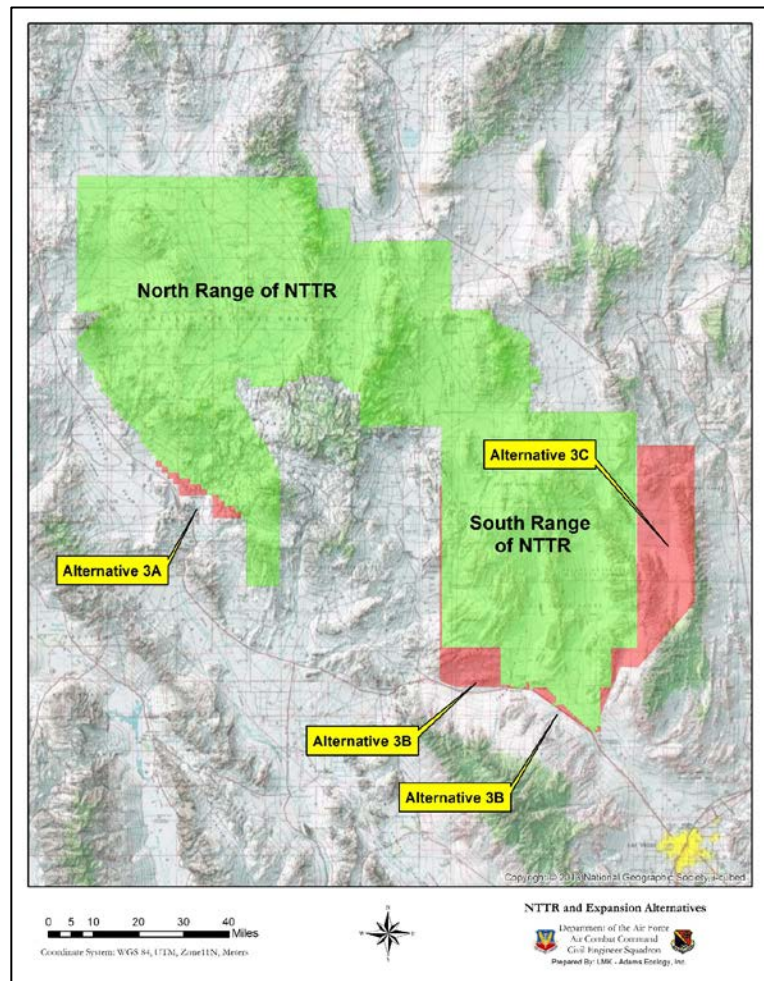 North Range of NTTR
Alternative 3C
South Range
of NTTR
Alternative 3A
Alternative 3B
Alternative 3B
Las Vegas
Copyright: © 2013 National Geographic Society, i-cubed
0 5 10 20 30 40
Miles
Coordinate System: WGS 84, UTM, Zone11N, Meters
NTTR and Expansion Alternatives
Department of the Air Force
Air Combat Command
Civil Engineer Squadron
Prepared By: LMK - Adams Ecology, Inc.